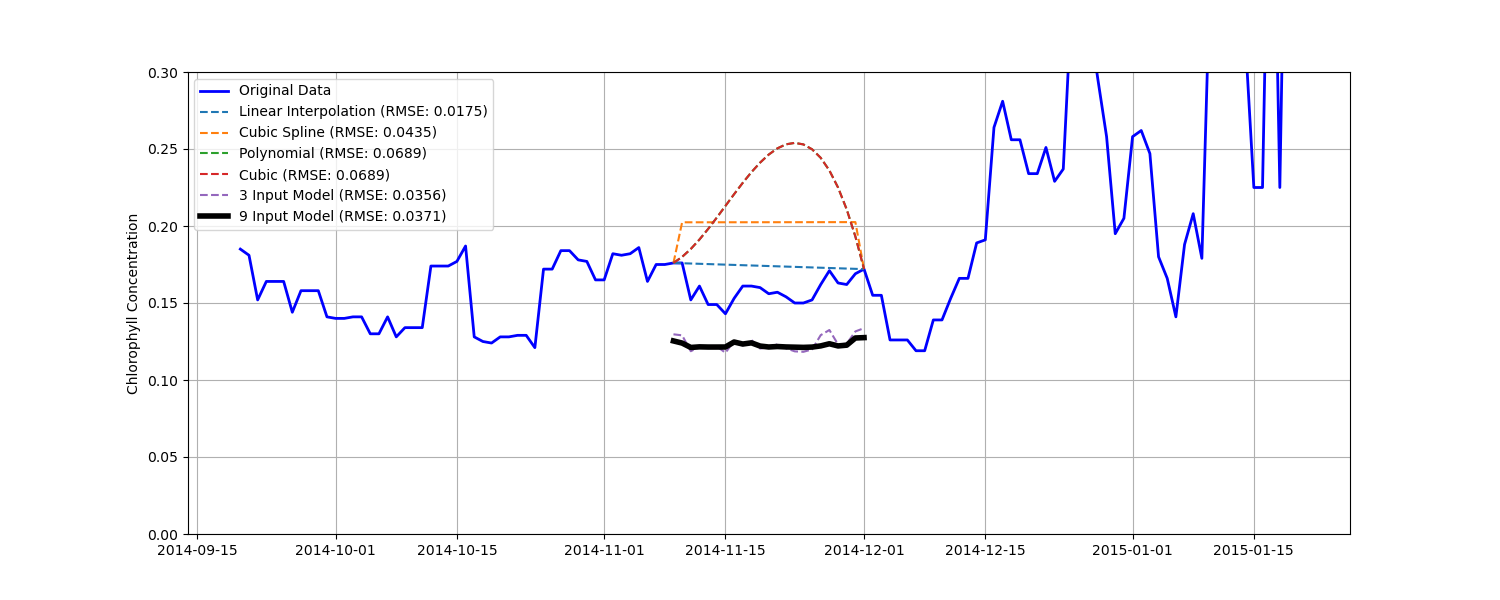 Original Data
Linear Interpolation (RMSE: 0.0175)
Cubic Spline (RMSE: 0.0435)
Polynomial (RMSE: 0.0689)
Cubic (RMSE: 0.0689)
3 Input Model (RMSE: 0.0356)
9 Input Model (RMSE: 0.0371)
Chlorophyll Concentration
0.30
0.25
0.20
0.15
0.10
0.05
0.00
2014-09-15 2014-10-01 2014-10-15 2014-11-01 2014-11-15 2014-12-01 2014-12-15 2015-01-01 2015-01-15